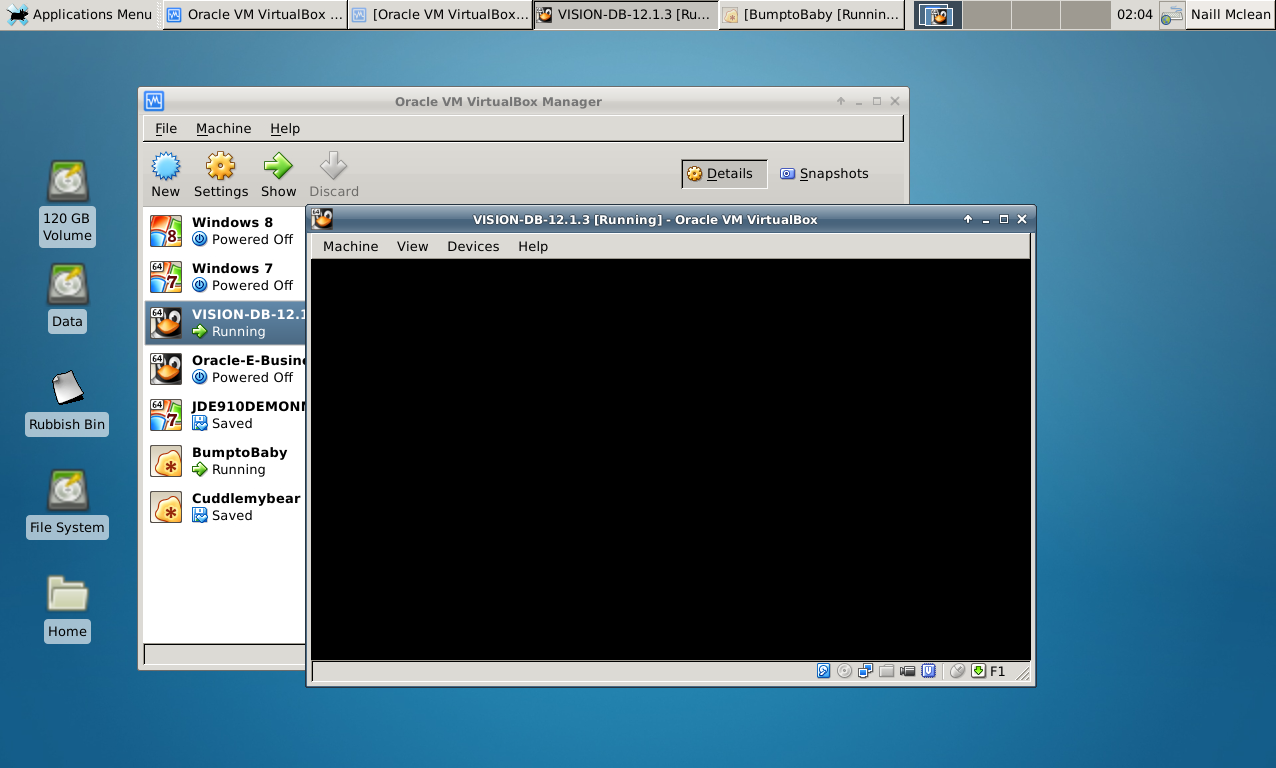 Applications Menu
Oracle VM VirtualBox ...
[Oracle VM VirtualBox...
VISION-DB-12.1.3 [Ru...
[BumptoBaby [Runnin...
02:04
Naill Mclean
Oracle VM VirtualBox Manager
File Machine Help
New Settings Show Discard
Details Snapshots
120 GB
Volume
Data
Rubbish Bin
File System
Home
Windows 8
Powered Off
Windows 7
Powered Off
VISION-DB-12.1
Running
Oracle-E-Busine
Powered Off
JDE910DEMON
Saved
BumptoBaby
Running
Cuddlemybear
Saved
VISION-DB-12.1.3 [Running] - Oracle VM VirtualBox
Machine View Devices Help
F1